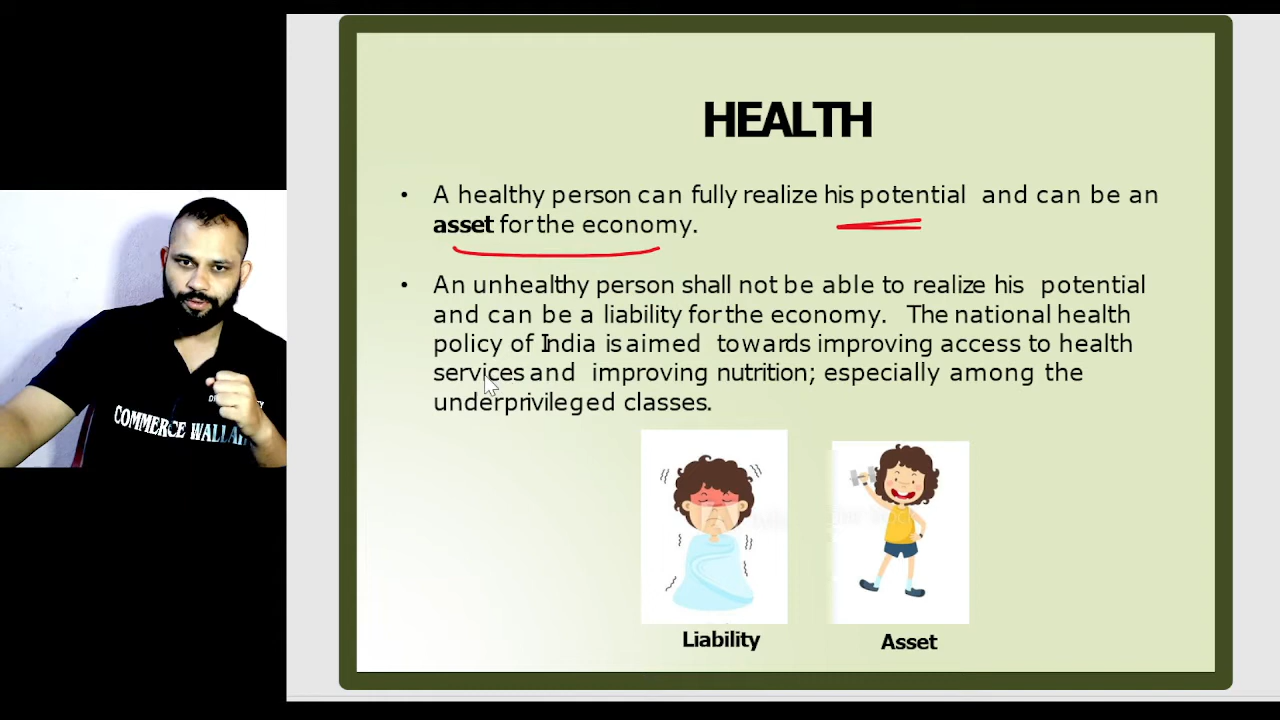 HEALTH
• A healthy person can fully realize his potential and can be an
asset for the economy.
• An unhealthy person shall not be able to realize his potential
and can be a liability for the economy. The national health
policy of India is aimed towards improving access to health
services and improving nutrition; especially among the
underprivileged classes.
COMMERCE WALLAH
Liability
Asset